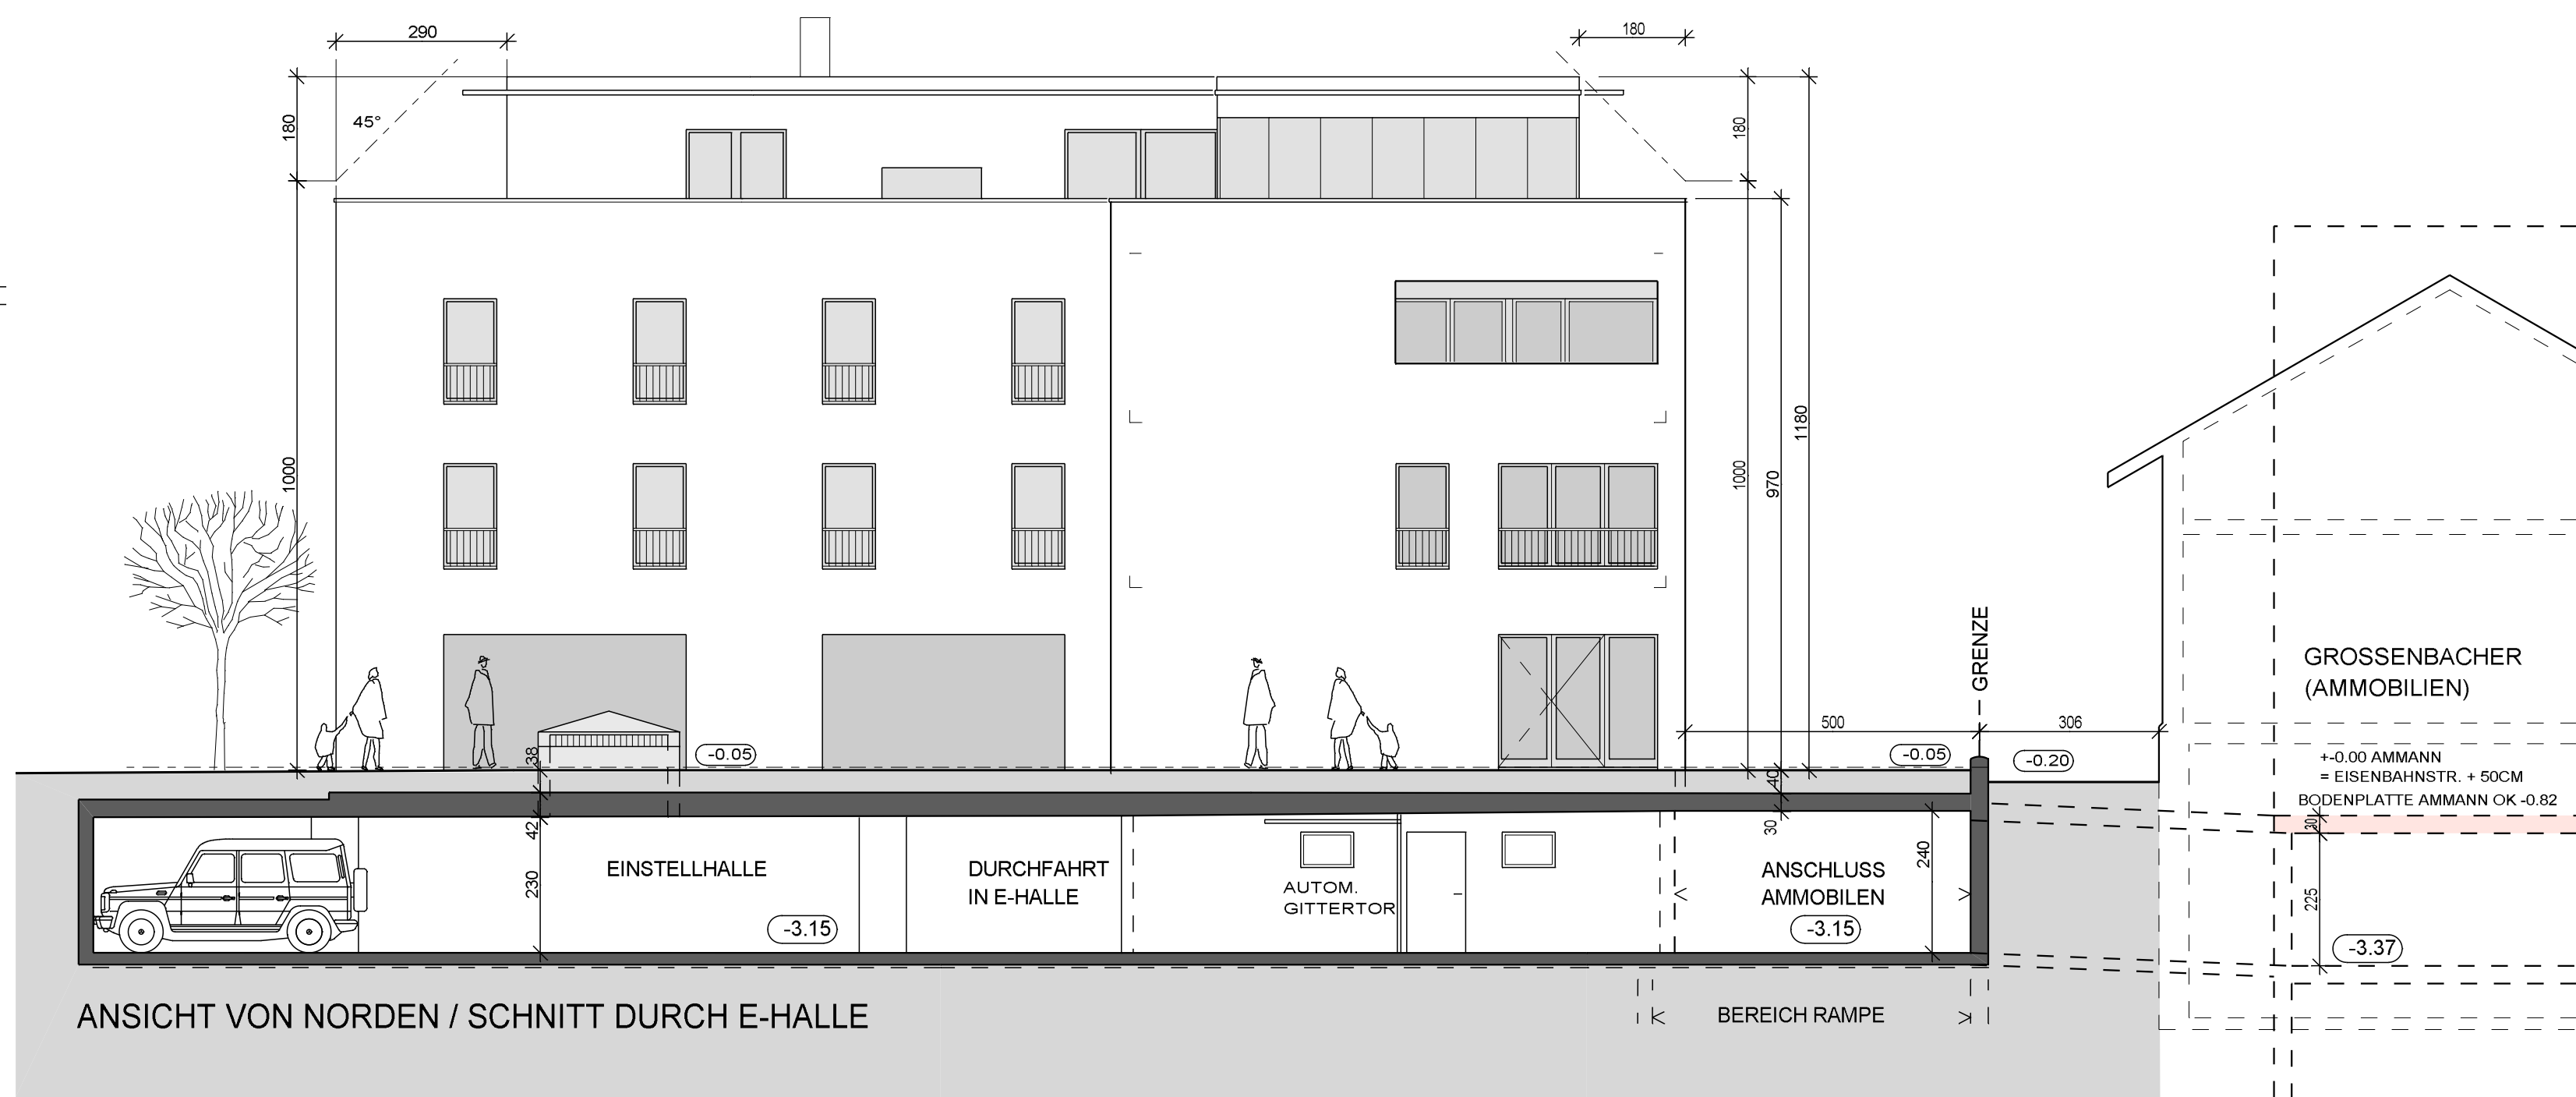 290
180
180
45°
180
1000
1180
1000
970
GRENZE
GROSSENBACHER
(AMMOBILIEN)
500
306
38
-0.05
-0.05
-0.20
+-0.00 AMMANN
= EISENBAHNSTR. + 50CM
BODENPLATTE AMMANN OK -0.82
40
42
30
30
EINSTELLHALLE
DURCHFAHRT
IN E-HALLE
AUTOM.
GITTERTOR
ANSCHLUSS
AMMOBILEN
240
230
225
-3.15
-3.15
-3.37
ANSICHT VON NORDEN / SCHNITT DURCH E-HALLE
BEREICH RAMPE